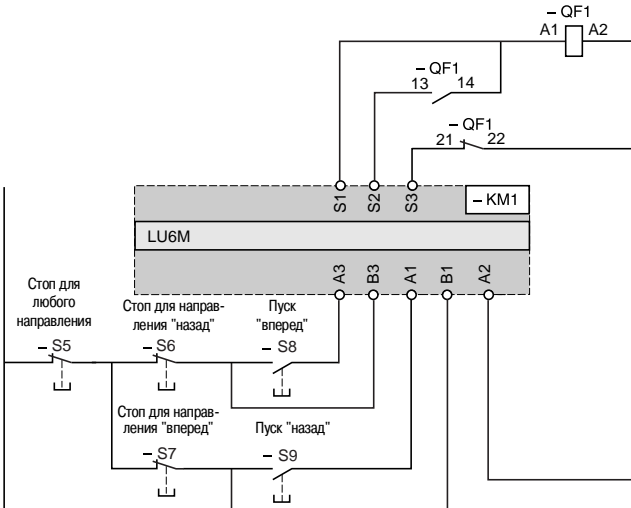 – QF1
A1 A2
– QF1
13 14
– QF1
21 22
S1 S2 S3
– KM1
LU6M
A3 B3 A1 B1 A2
Стоп для
любого
направления
– S5
Стоп для направ-
ления "назад"
– S6
Пуск
"вперед"
– S8
Стоп для направ-
ления "вперед"
– S7
Пуск "назад"
– S9